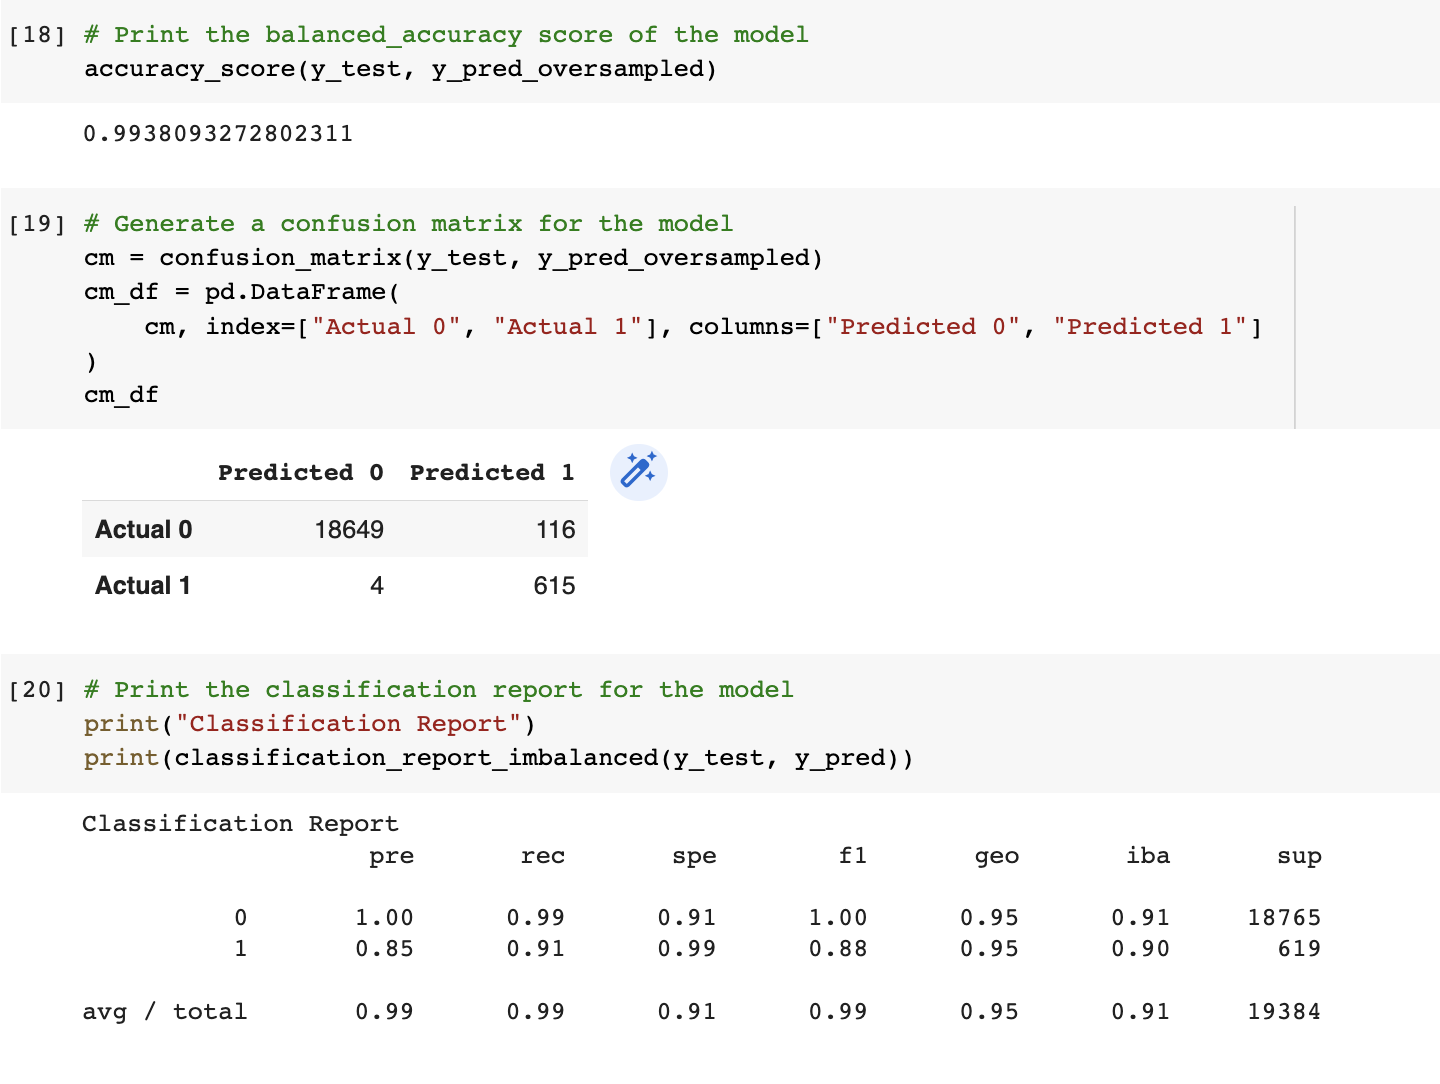 [18] # Print the balanced_accuracy score of the model
accuracy_score(y_test, y_pred_oversampled)
0.9938093272802311
[19] # Generate a confusion matrix for the model
cm = confusion_matrix(y_test, y_pred_oversampled)
cm_df = pd.DataFrame(
    cm, index=["Actual 0", "Actual 1"], columns=["Predicted 0", "Predicted 1"]
)
cm_df
Predicted 0 Predicted 1
Actual 0 18649 116
Actual 1 4 615
[20] # Print the classification report for the model
print("Classification Report")
print(classification_report_imbalanced(y_test, y_pred))
Classification Report
pre rec spe f1 geo iba sup
0 1.00 0.99 0.91 1.00 0.95 0.91 18765
1 0.85 0.91 0.99 0.88 0.95 0.90 619
avg / total 0.99 0.99 0.91 0.99 0.95 0.91 19384